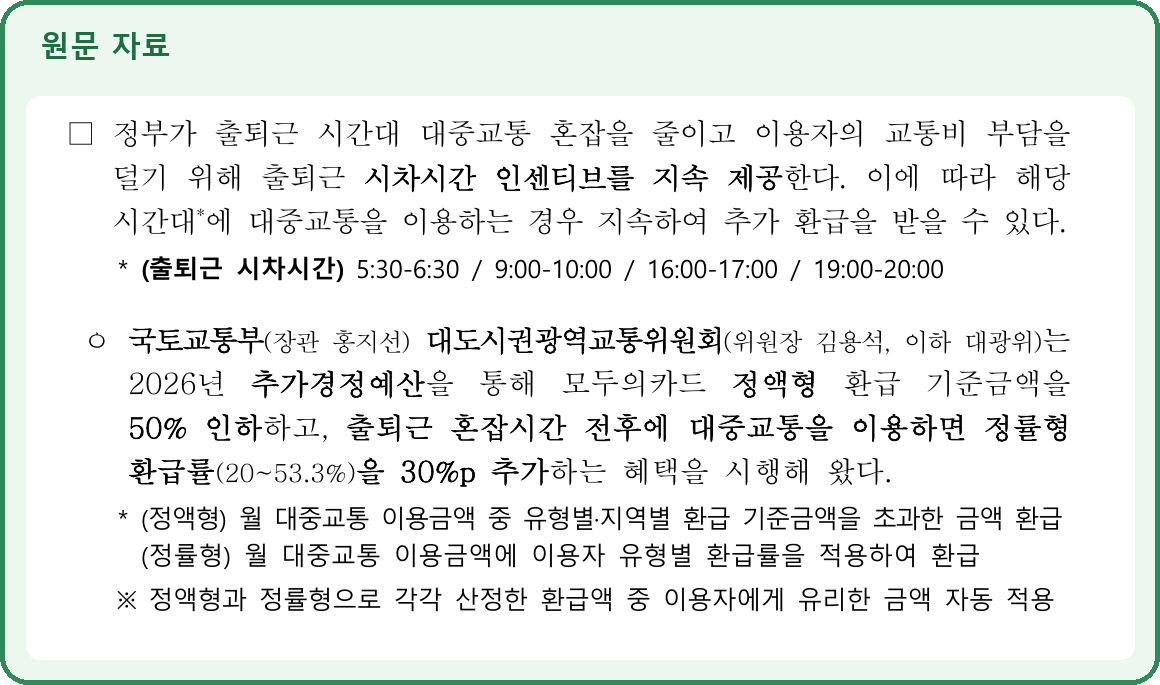 원문 자료
□ 정부가 출퇴근 시간대 대중교통 혼잡을 줄이고 이용자의 교통비 부담을
덜기 위해 출퇴근 시차시간 인센티브를 지속 제공한다. 이에 따라 해당
시간대*에 대중교통을 이용하는 경우 지속하여 추가 환급을 받을 수 있다.
* (출퇴근 시차시간) 5:30-6:30 / 9:00-10:00 / 16:00-17:00 / 19:00-20:00
ㅇ 국토교통부(장관 홍지선) 대도시권광역교통위원회(위원장 김용석, 이하 대광위)는
2026년 추가경정예산을 통해 모두의카드 정액형 환급 기준금액을
50% 인하하고, 출퇴근 혼잡시간 전후에 대중교통을 이용하면 정률형
환급률(20~53.3%)을 30%p 추가하는 혜택을 시행해 왔다.
* (정액형) 월 대중교통 이용금액 중 유형별·지역별 환급 기준금액을 초과한 금액 환급
(정률형) 월 대중교통 이용금액에 이용자 유형별 환급률을 적용하여 환급
※ 정액형과 정률형으로 각각 산정한 환급액 중 이용자에게 유리한 금액 자동 적용